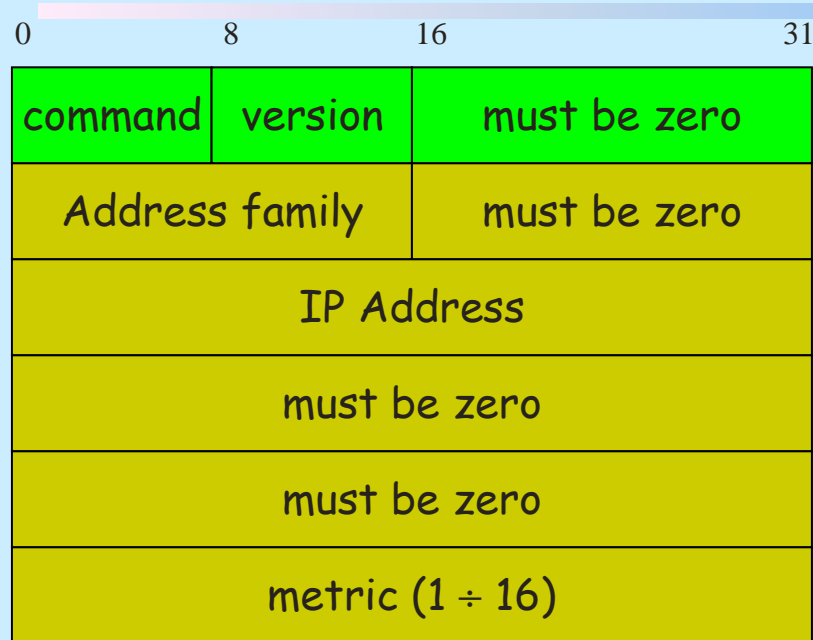 0 8 16 31
command version must be zero
Address family must be zero
IP Address
must be zero
must be zero
metric (1 ÷ 16)